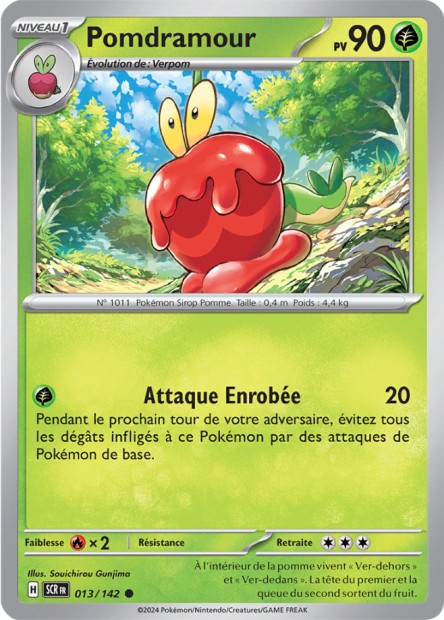 NIVEAU 1
Pomdramour
PV 90
Évolution de : Verpom
N° 1011 Pokémon Sirop Pomme Taille : 0,4 m Poids : 4,4 kg
Attaque Enrobée 20
Pendant le prochain tour de votre adversaire, évitez tous
les dégâts infligés à ce Pokémon par des attaques de
Pokémon de base.
Faiblesse ×2 Résistance Retraite
Illus. Souichirou Gunjima
H SCR FR 013/142
À l'intérieur de la pomme vivent « Ver-dehors »
et « Ver-dedans ». La tête du premier et la
queue du second sortent du fruit.
©2024 Pokémon/Nintendo/Creatures/GAME FREAK